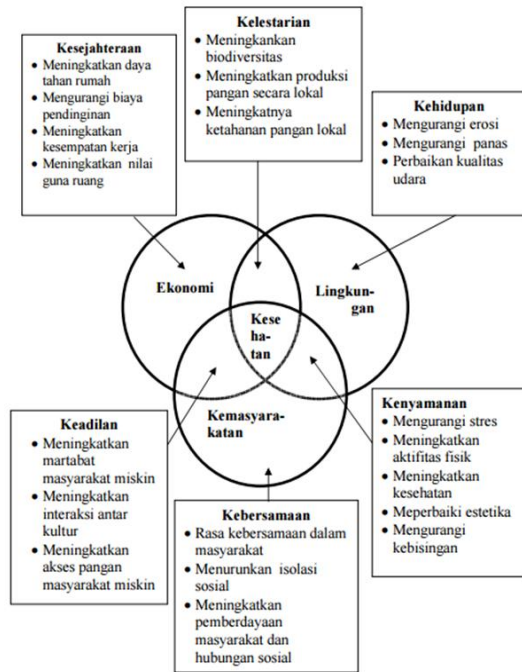 Kesejahteraan
• Meningkatkan daya
tahan rumah
• Mengurangi biaya
pendinginan
• Meningkatkan
kesempatan kerja
• Meningkatkan nilai
guna ruang
Kelestarian
• Meningkankan
biodiversitas
• Meningkatkan produksi
pangan secara lokal
• Meningkatnya
ketahanan pangan lokal
Kehidupan
• Mengurangi erosi
• Mengurangi panas
• Perbaikan kualitas
udara
Ekonomi
Lingkun-
gan
Kese
ha-
tan
Kemasyara-
katan
Keadilan
• Meningkatkan
martabat
masyarakat miskin
• Meningkatkan
interaksi antar
kultur
• Meningkatkan
akses pangan
masyarakat miskin
Kebersamaan
• Rasa kebersamaan dalam
masyarakat
• Menurunkan isolasi
sosial
• Meningkatkan
pemberdayaan
masyarakat dan
hubungan sosial
Kenyamanan
• Mengurangi stres
• Meningkatkan
aktifitas fisik
• Meningkatkan
kesehatan
• Meperbaiki estetika
• Mengurangi
kebisingan